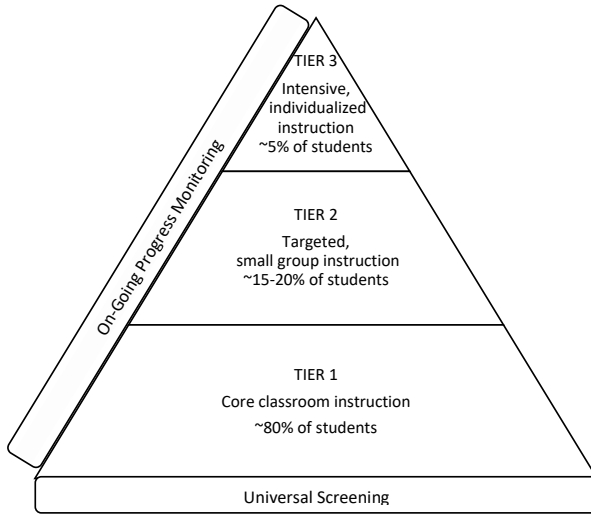 TIER 3
Intensive,
individualized
instruction
~5% of students
On-Going Progress Monitoring
TIER 2
Targeted,
small group instruction
~15-20% of students
TIER 1
Core classroom instruction
~80% of students
Universal Screening